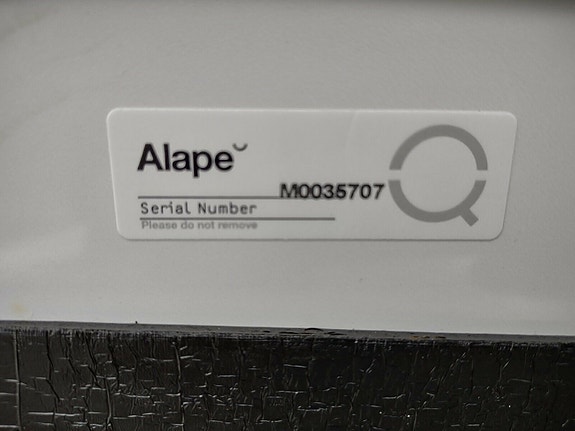 Alape
M0035707
Serial Number
Please do not remove